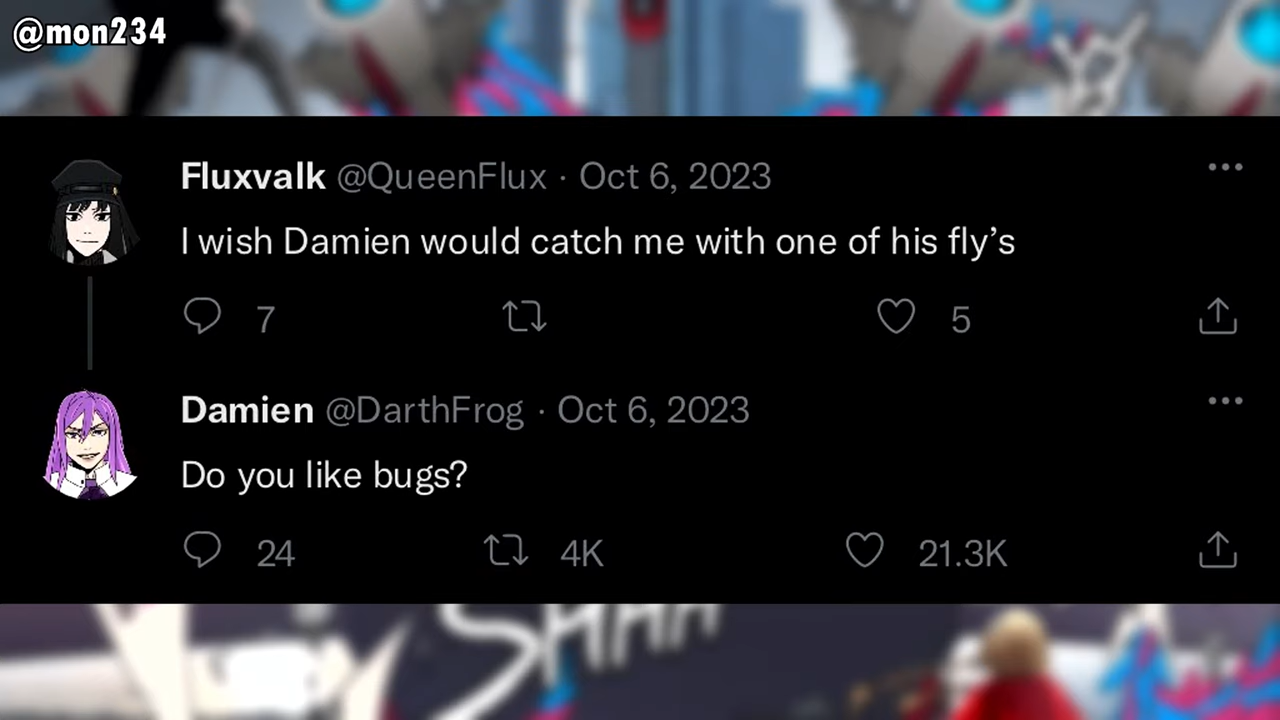 @mon234
Fluxvalk @QueenFlux · Oct 6, 2023
I wish Damien would catch me with one of his fly’s
7
5
Damien @DarthFrog · Oct 6, 2023
Do you like bugs?
24 4K 21.3K